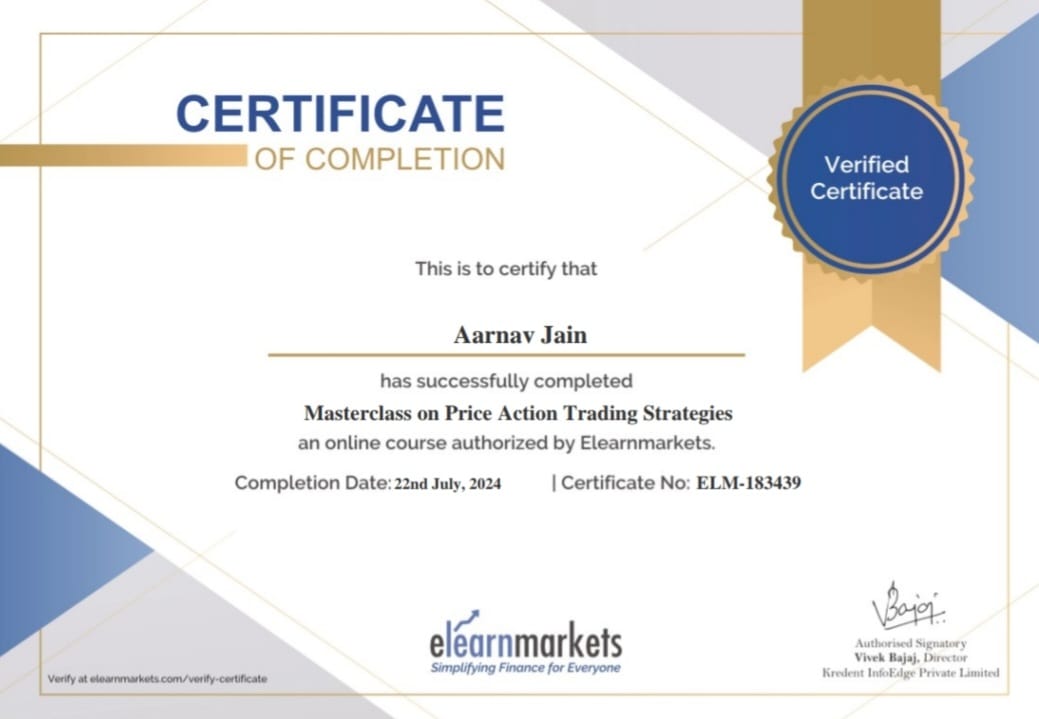 CERTIFICATE
OF COMPLETION
Verified
Certificate
This is to certify that
Aarnav Jain
has successfully completed
Masterclass on Price Action Trading Strategies
an online course authorized by Elearnmarkets.
Completion Date: 22nd July, 2024 | Certificate No: ELM-183439
elearnmarkets
Simplifying Finance for Everyone
Bajaj
Authorised Signatory
Vivek Bajaj, Director
Kredent InfoEdge Private Limited
Verify at elearnmarkets.com/verify-certificate